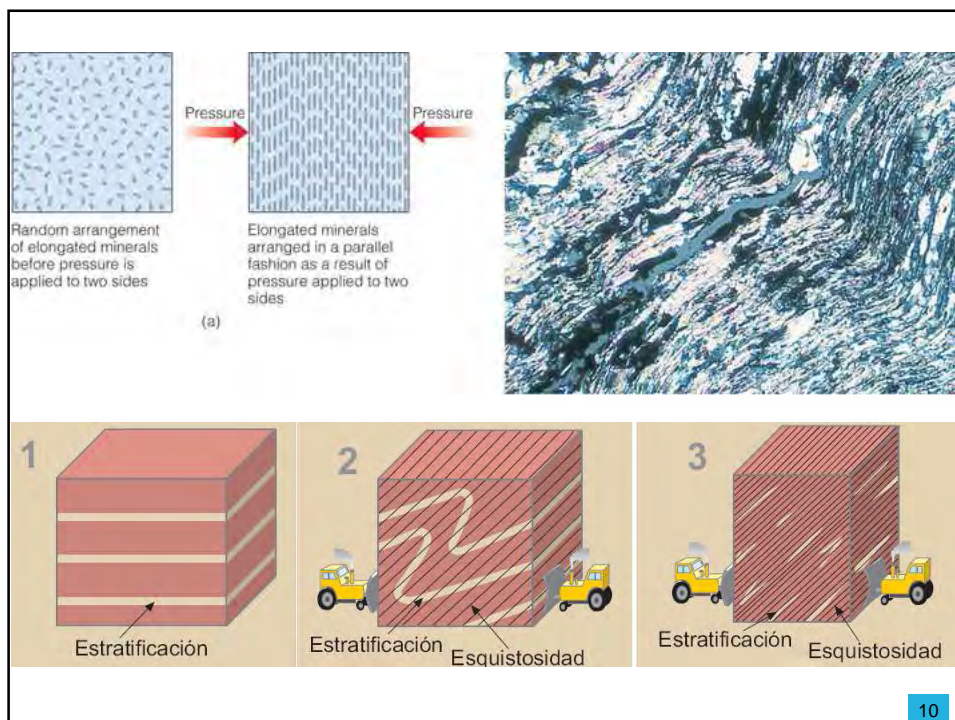 Pressure
Pressure
Random arrangement
of elongated minerals
before pressure is
applied to two sides
Elongated minerals
arranged in a parallel
fashion as a result of
pressure applied to two
sides
(a)
1
Estratificación
2
Estratificación
Esquistosidad
3
Estratificación
Esquistosidad
10